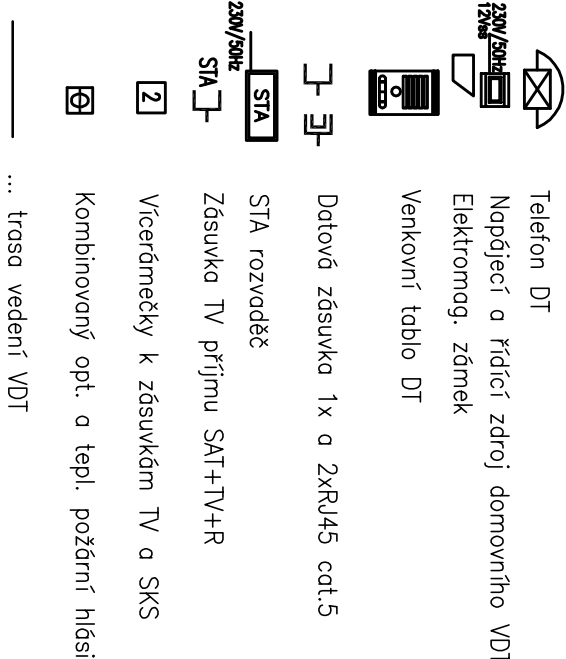 Telefon DT
230V/50Hz
12Vss
Napájecí a řídící zdroj domovního VDT
Elektromag. zámek
Venkovní tablo DT
Datová zásuvka 1x a 2xRJ45 cat.5
230V/50Hz
STA
STA rozvaděč
STA
Zásuvka TV příjmu SAT+TV+R
2
Vícerámečky k zásuvkám TV a SKS
Kombinovaný opt. a tepl. požární hlási
... trasa vedení VDT